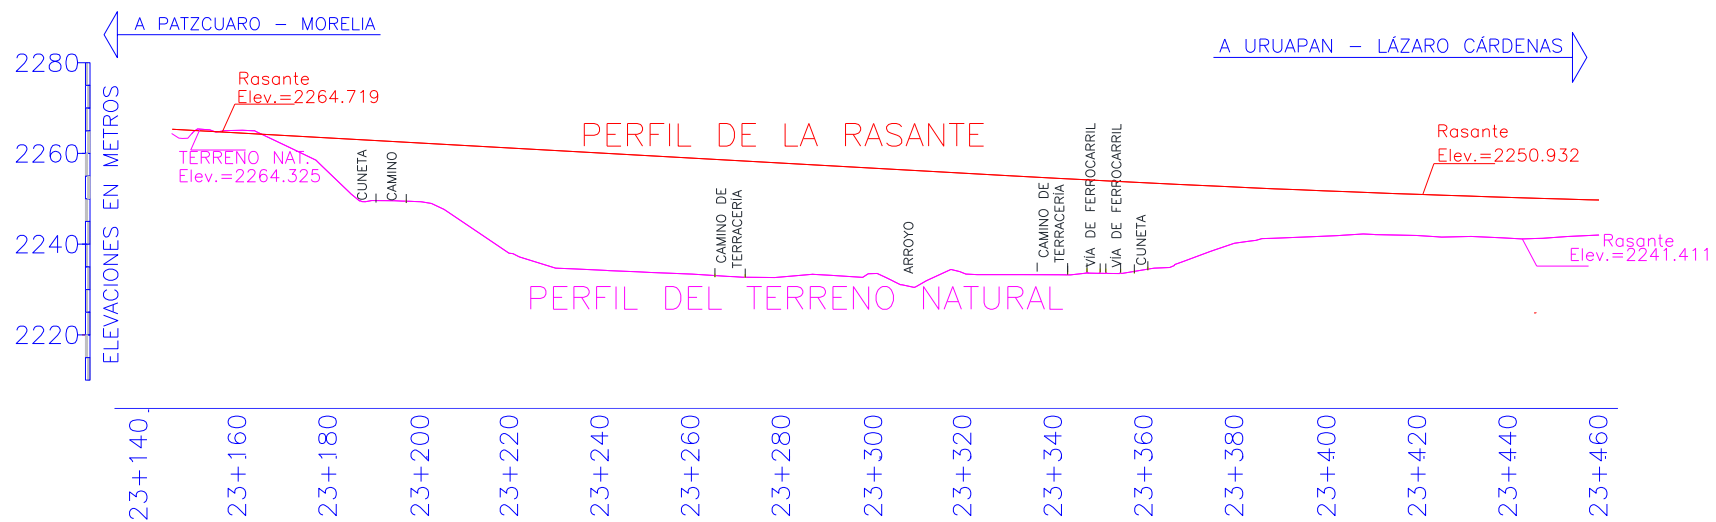 A PATZCUARO – MORELIA
A URUAPAN – LÁZARO CÁRDENAS
2280
2260
2240
2220
ELEVACIONES EN METROS
Rasante
Elev.=2264.719
TERRENO NAT.
Elev.=2264.325
PERFIL DE LA RASANTE
Rasante
Elev.=2250.932
CUNETA
CAMINO
CAMINO DE
TERRACERÍA
ARROYO
CAMINO DE
TERRACERÍA
VÍA DE FERROCARRIL
VÍA DE FERROCARRIL
CUNETA
Rasante
Elev.=2241.411
PERFIL DEL TERRENO NATURAL
23+140
23+160
23+180
23+200
23+220
23+240
23+260
23+280
23+300
23+320
23+340
23+360
23+380
23+400
23+420
23+440
23+460